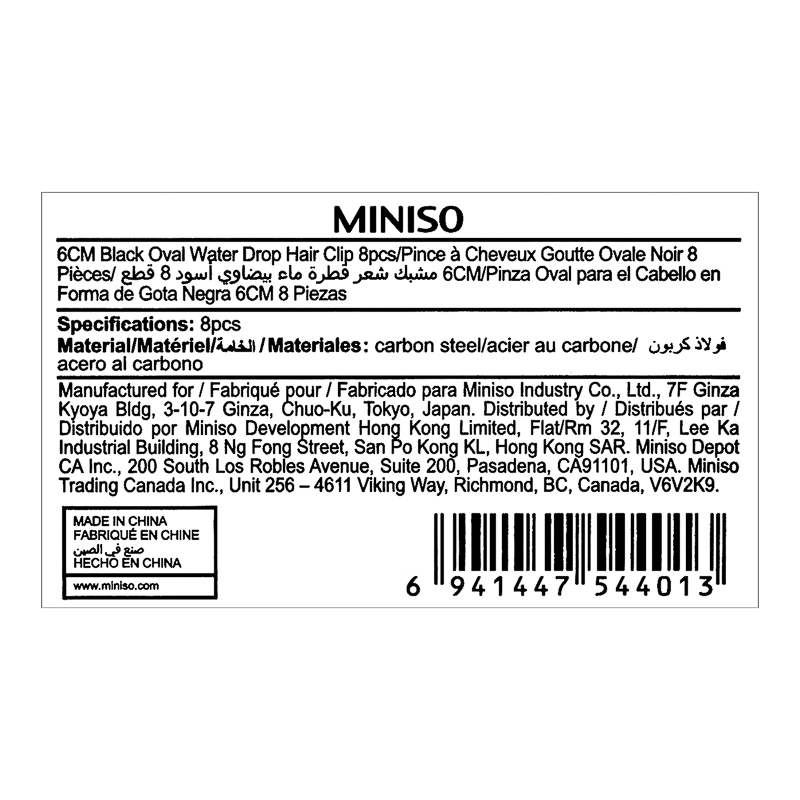 MINISO
6CM Black Oval Water Drop Hair Clip 8pcs/Pince à Cheveux Goutte Ovale Noir 8
Pièces/ مشبك شعر قطرة ماء بيضاوي أسود 8 قطع 6CM/Pinza Oval para el Cabello en
Forma de Gota Negra 6CM 8 Piezas
Specifications: 8pcs
Material/Matériel/الخامة/Materiales: carbon steel/acier au carbone/ فولاذ كربون
acero al carbono
Manufactured for / Fabriqué pour / Fabricado para Miniso Industry Co., Ltd., 7F Ginza
Kyoya Bldg, 3-10-7 Ginza, Chuo-Ku, Tokyo, Japan. Distributed by / Distribués par /
Distribuido por Miniso Development Hong Kong Limited, Flat/Rm 32, 11/F, Lee Ka
Industrial Building, 8 Ng Fong Street, San Po Kong KL, Hong Kong SAR. Miniso Depot
CA Inc., 200 South Los Robles Avenue, Suite 200, Pasadena, CA91101, USA. Miniso
Trading Canada Inc., Unit 256 – 4611 Viking Way, Richmond, BC, Canada, V6V2K9.
MADE IN CHINA
FABRIQUÉ EN CHINE
صنع في الصين
HECHO EN CHINA
www.miniso.com
6 941447 544013